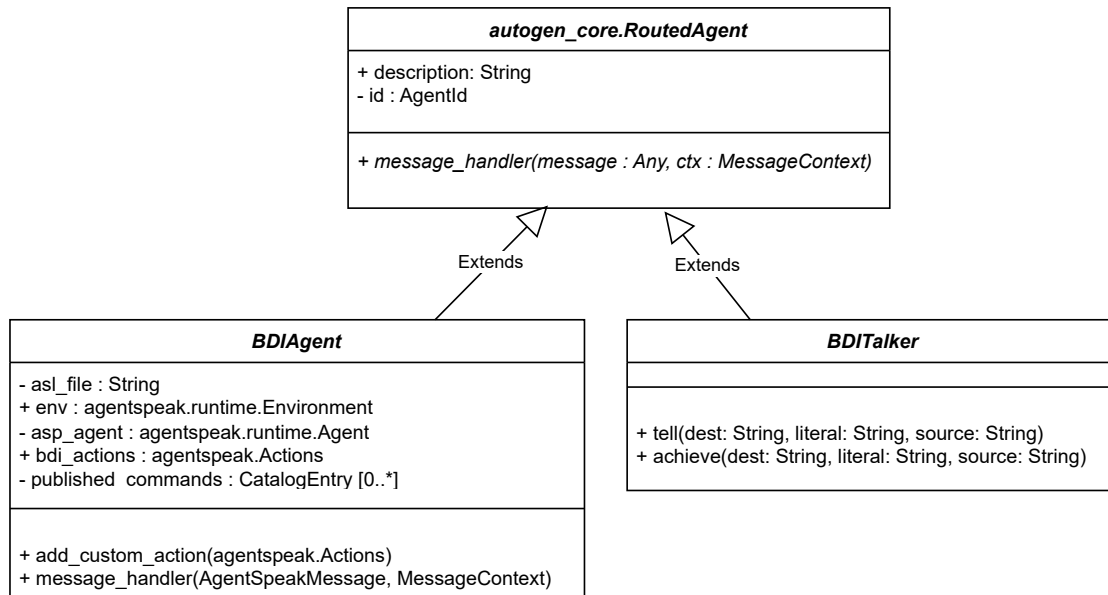 autogen_core.RoutedAgent
+ description: String
- id : AgentId
+ message_handler(message : Any, ctx : MessageContext)
Extends
Extends
BDIAgent
- asl_file : String
+ env : agentspeak.runtime.Environment
- asp_agent : agentspeak.runtime.Agent
+ bdi_actions : agentspeak.Actions
- published_commands : CatalogEntry [0..*]
+ add_custom_action(agentspeak.Actions)
+ message_handler(AgentSpeakMessage, MessageContext)
BDITalker
+ tell(dest: String, literal: String, source: String)
+ achieve(dest: String, literal: String, source: String)